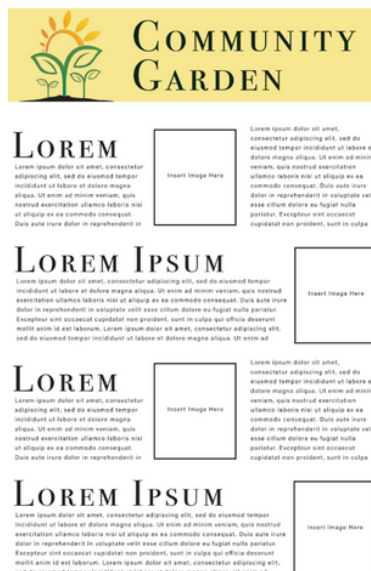 COMMUNITY
GARDEN
LOREM
Lorem ipsum dolor sit amet, consectetur
adipiscing elit, sed do eiusmod tempor
incididunt ut labore et dolore magna
aliqua. Ut enim ad minim veniam, quis
nostrud exercitation ullamco laboris nisi
ut aliquip ex ea commodo consequat.
Duis aute irure dolor in reprehenderit in
Insert Image Here
Lorem ipsum dolor sit amet,
consectetur adipiscing elit, sed do
eiusmod tempor incididunt ut labore e
dolore magna aliqua. Ut enim ad minim
veniam, quis nostrud exercitation
ullamco laboris nisi ut aliquip ex ea
commodo consequat. Duis aute irure
dolor in reprehenderit in voluptate vel
esse cillum dolore eu fugiat nulla
pariatur. Excepteur sint occaecat
cupidatat non proident, sunt in culpa
LOREM IPSUM
Lorem ipsum dolor sit amet, consectetur adipiscing elit, sed do eiusmod tempor
incididunt ut labore et dolore magna aliqua. Ut enim ad minim veniam, quis nostrud
exercitation ullamco laboris nisi ut aliquip ex ea commodo consequat. Duis aute irure
dolor in reprehenderit in voluptate velit esse cillum dolore eu fugiat nulla pariatur.
Excepteur sint occaecat cupidatat non proident, sunt in culpa qui officia deserunt
mollit anim id est laborum. Lorem ipsum dolor sit amet, consectetur adipiscing elit,
sed do eiusmod tempor incididunt ut labore et dolore magna aliqua. Ut enim ad
Insert Image Here
LOREM
Lorem ipsum dolor sit amet, consectetur
adipiscing elit, sed do eiusmod tempor
incididunt ut labore et dolore magna
aliqua. Ut enim ad minim veniam, quis
nostrud exercitation ullamco laboris nisi
ut aliquip ex ea commodo consequat.
Duis aute irure dolor in reprehenderit in
Insert Image Here
Lorem ipsum dolor sit amet,
consectetur adipiscing elit, sed do
eiusmod tempor incididunt ut labore e
dolore magna aliqua. Ut enim ad minim
veniam, quis nostrud exercitation
ullamco laboris nisi ut aliquip ex ea
commodo consequat. Duis aute irure
dolor in reprehenderit in voluptate vel
esse cillum dolore eu fugiat nulla
pariatur. Excepteur sint occaecat
cupidatat non proident, sunt in culpa
LOREM IPSUM
Lorem ipsum dolor sit amet, consectetur adipiscing elit, sed do eiusmod tempor
incididunt ut labore et dolore magna aliqua. Ut enim ad minim veniam, quis nostrud
exercitation ullamco laboris nisi ut aliquip ex ea commodo consequat. Duis aute irure
dolor in reprehenderit in voluptate velit esse cillum dolore eu fugiat nulla pariatur.
Excepteur sint occaecat cupidatat non proident, sunt in culpa qui officia deserunt
mollit anim id est laborum. Lorem ipsum dolor sit amet, consectetur adipiscing elit,
Insert Image Here